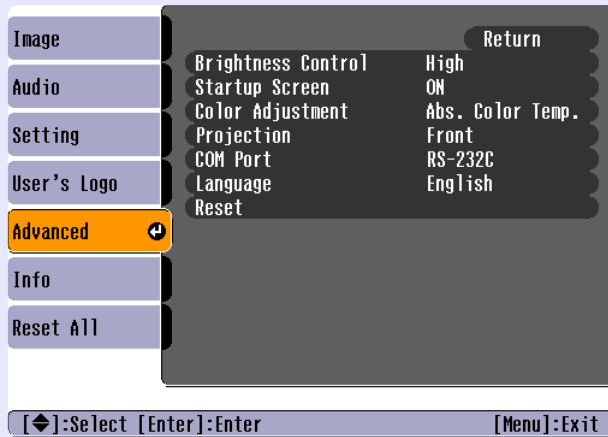 Image
Audio
Setting
User's Logo
Advanced
Info
Reset All
Return
Brightness Control High
Startup Screen ON
Color Adjustment Abs. Color Temp.
Projection Front
COM Port RS-232C
Language English
Reset
[◆]:Select [Enter]:Enter [Menu]:Exit